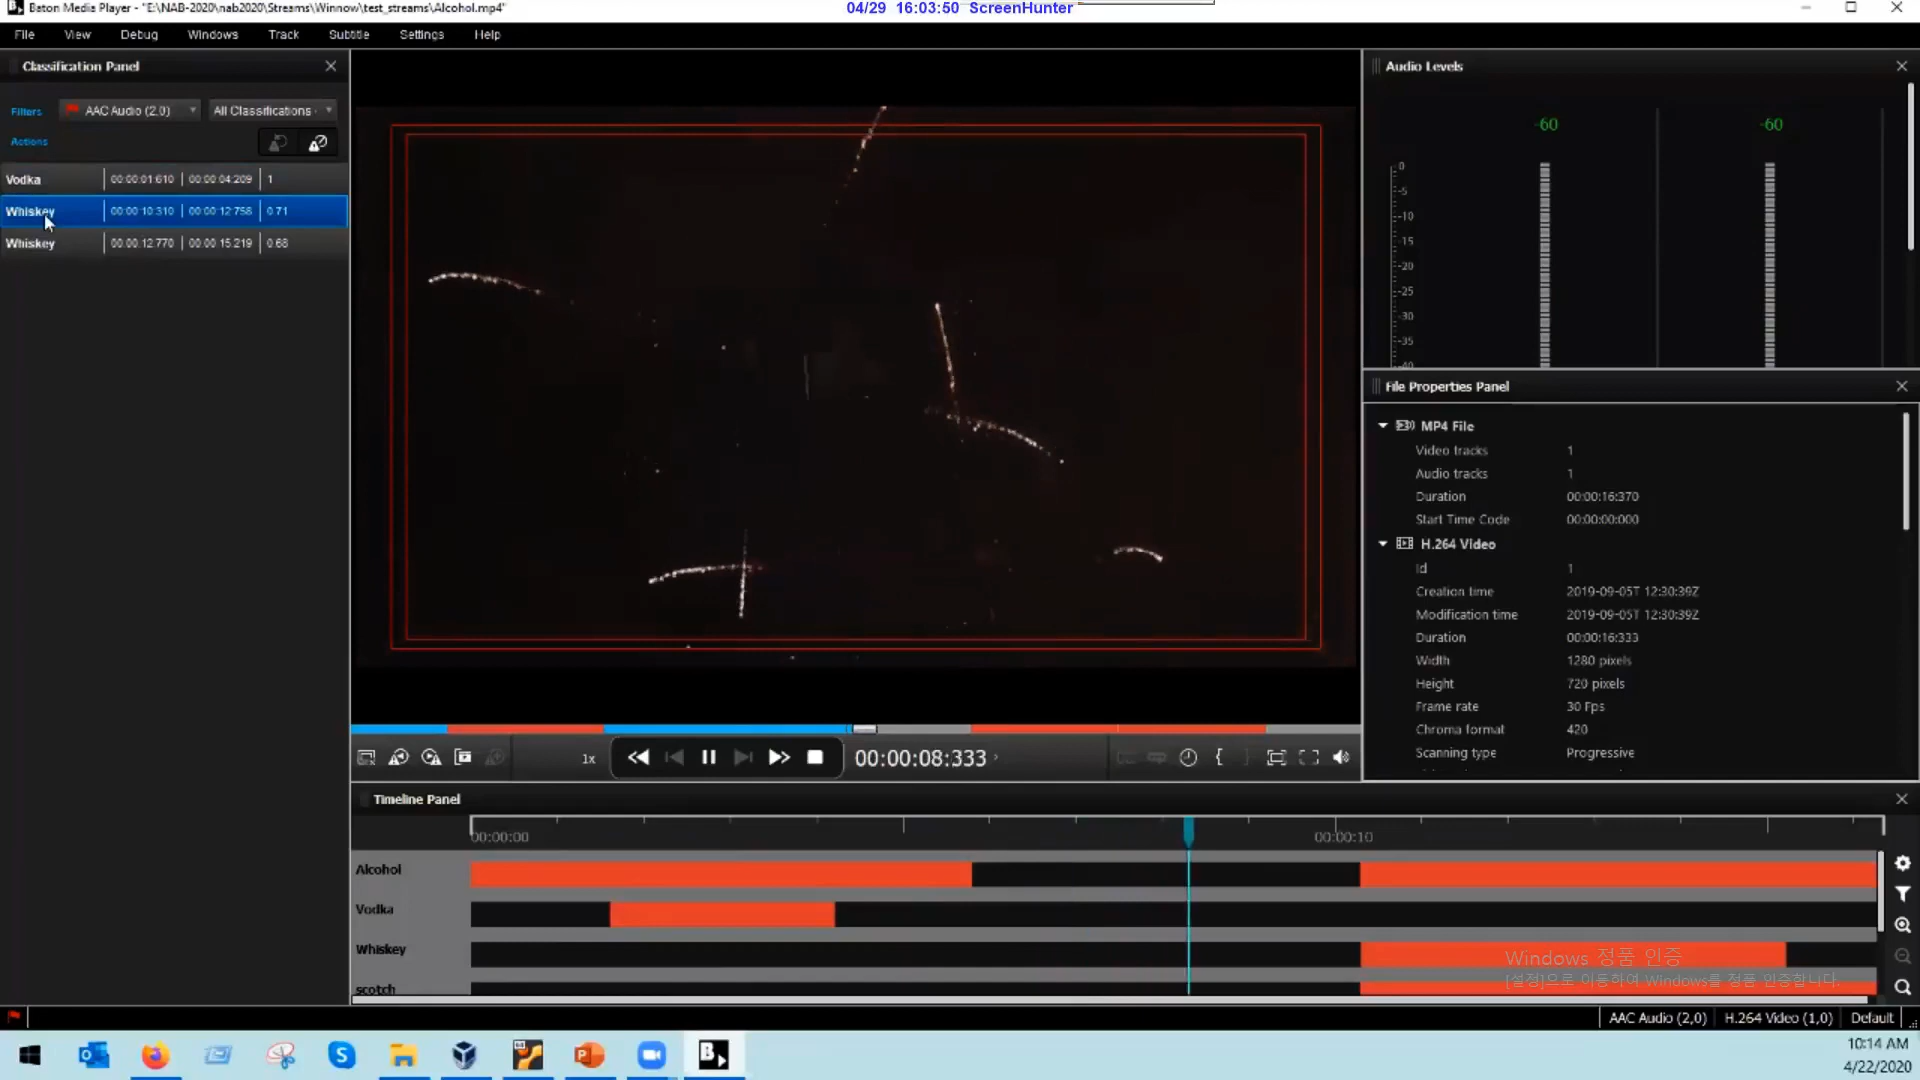 Baton Media Player - "E:\NAB-2020\nab2020\Streams\Winnow\test_streams\Alcohol.mp4"
04/29 16:03:50 ScreenHunter
File View Debug Windows Track Subtitle Settings Help
Classification Panel
Filters AAC Audio (2,0) All Classifications
Actions
Vodka 00:00:01:610 00:00:04:209 1
Whiskey 00:00:10:310 00:00:12:758 0.71
Whiskey 00:00:12:770 00:00:15:219 0.68
Audio Levels
-60 -60
0
-5
-10
-15
-20
-25
-30
-35
-40
File Properties Panel
MP4 File
Video tracks 1
Audio tracks 1
Duration 00:00:16:370
Start Time Code 00:00:00:000
H.264 Video
Id 1
Creation time 2019-09-05T 12:30:39Z
Modification time 2019-09-05T 12:30:39Z
Duration 00:00:16:333
Width 1280 pixels
Height 720 pixels
Frame rate 30 Fps
Chroma format 420
Scanning type Progressive
1x 00:00:08:333
Timeline Panel
00:00:00 00:00:10
Alcohol
Vodka
Whiskey
scotch
Windows 정품 인증
[설정]으로 이동하여 Windows를 정품 인증합니다.
AAC Audio (2,0) H.264 Video (1,0) Default
10:14 AM
4/22/2020